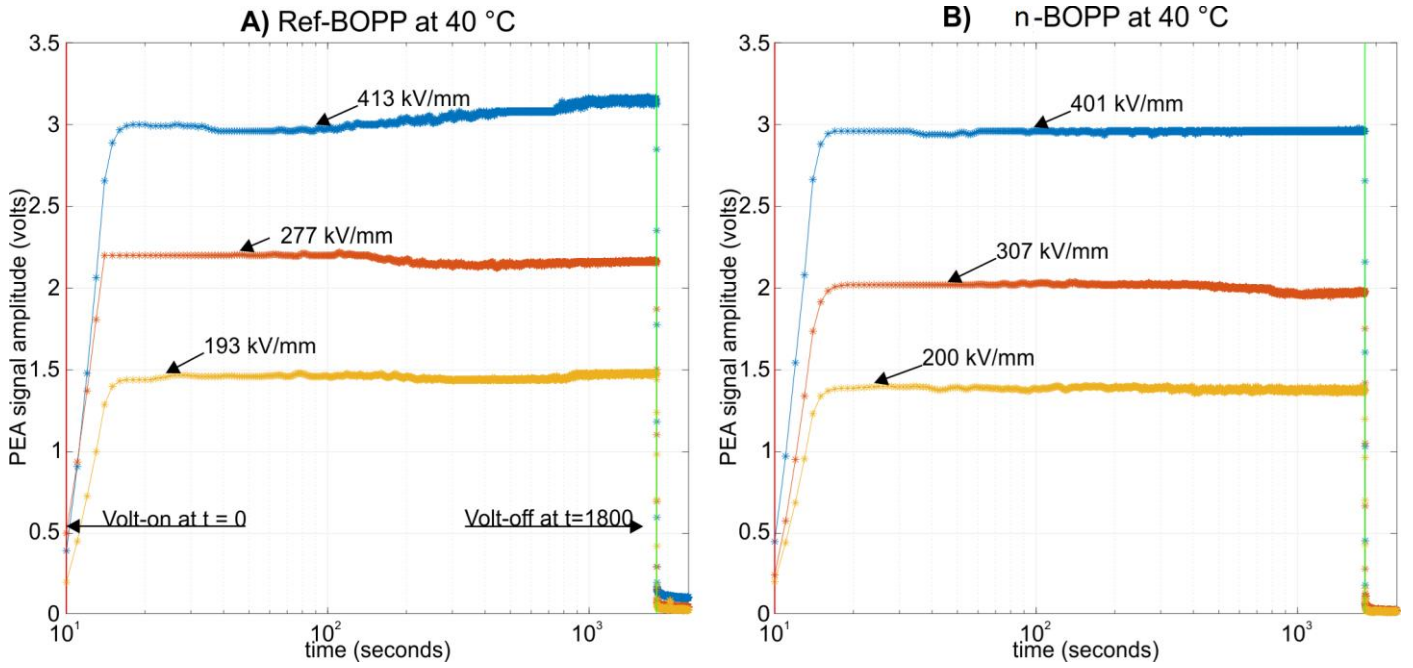 A) Ref-BOPP at 40 °C
3.5
3
2.5
2
1.5
1
0.5
0
PEA signal amplitude (volts)
413 kV/mm
277 kV/mm
193 kV/mm
Volt-on at t = 0
Volt-off at t=1800
10¹
10²
10³
time (seconds)
B) n-BOPP at 40 °C
3.5
3
2.5
2
1.5
1
0.5
0
PEA signal amplitude (volts)
401 kV/mm
307 kV/mm
200 kV/mm
10¹
10²
10³
time (seconds)